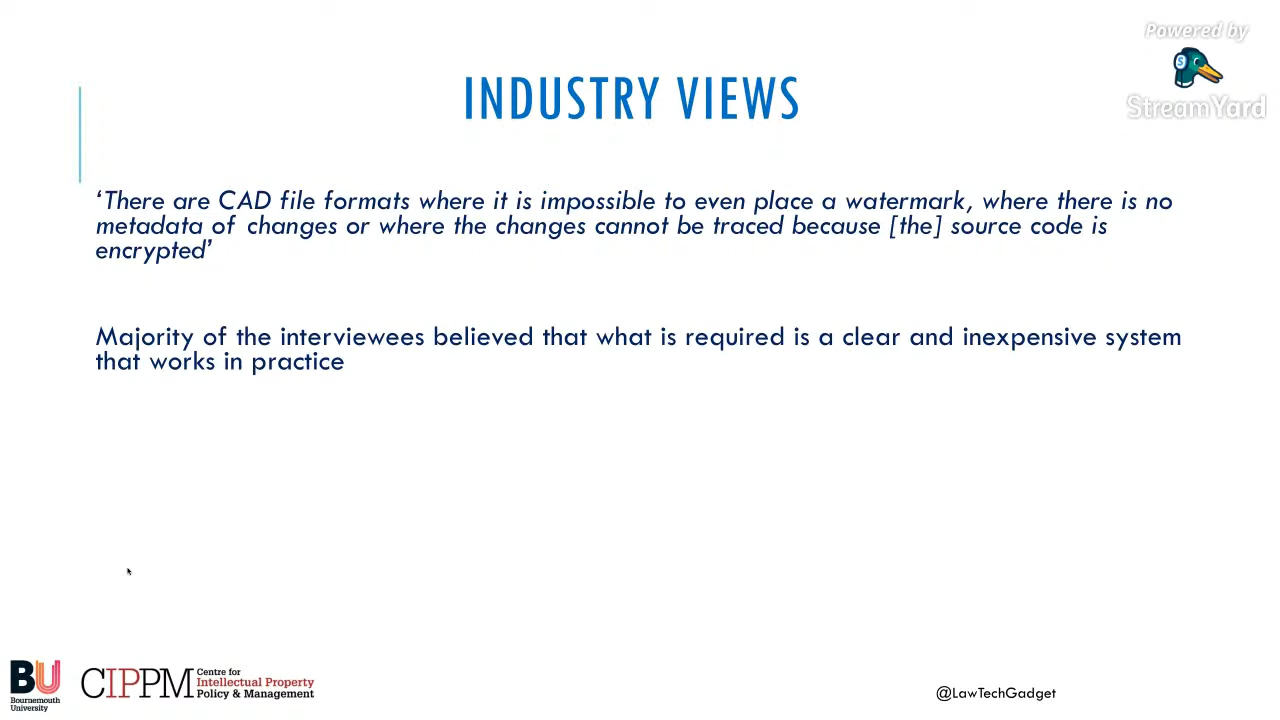 Powered by
StreamYard
INDUSTRY VIEWS
‘There are CAD file formats where it is impossible to even place a watermark, where there is no
metadata of changes or where the changes cannot be traced because [the] source code is
encrypted’
Majority of the interviewees believed that what is required is a clear and inexpensive system
that works in practice
BU
Bournemouth
University
CIPPM
Centre for
Intellectual Property
Policy & Management
@LawTechGadget